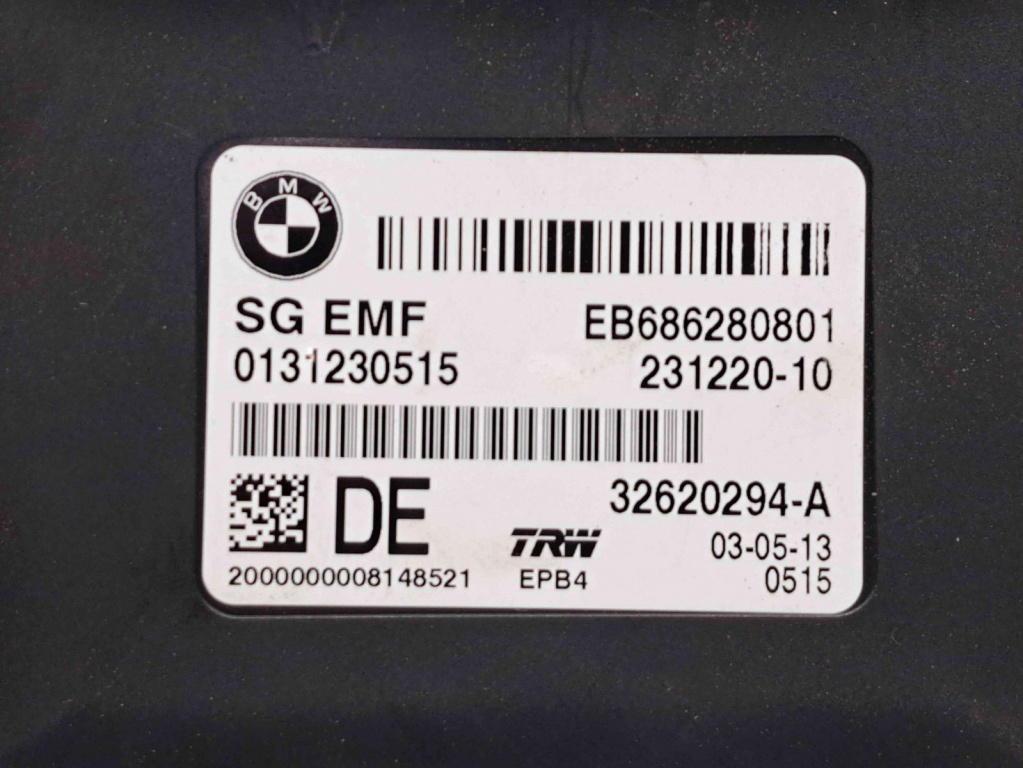 BMW
SG EMF EB686280801
0131230515 231220-10
DE 32620294-A
TRW 03-05-13
2000000008148521 EPB4 0515